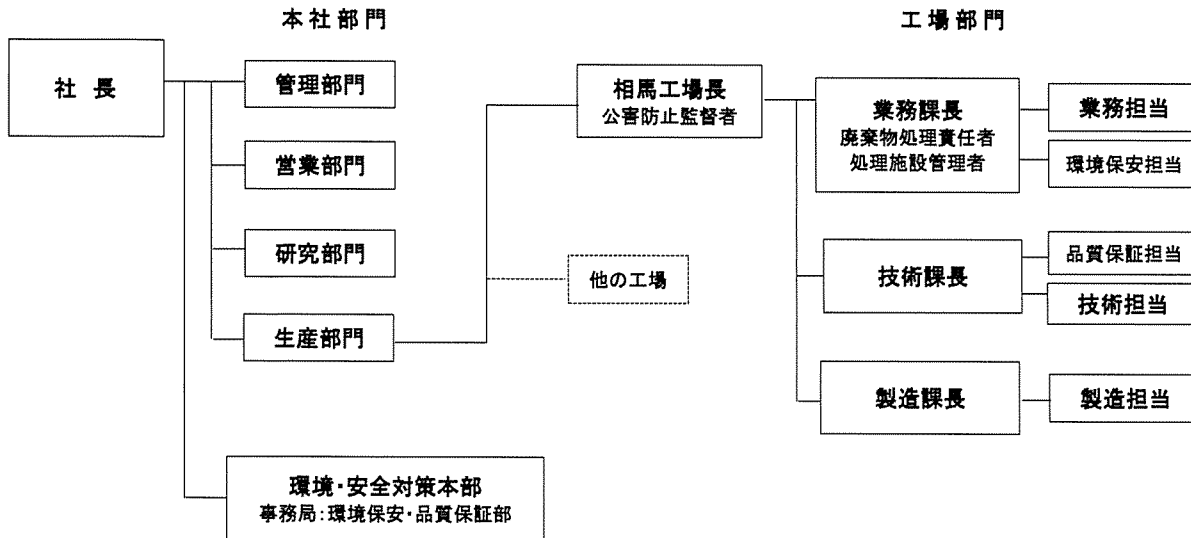 本社部門
工場部門
社長
管理部門
営業部門
研究部門
生産部門
環境・安全対策本部
事務局:環境保安・品質保証部
相馬工場長
公害防止監督者
他の工場
業務課長
廃棄物処理責任者
処理施設管理者
業務担当
環境保安担当
技術課長
品質保証担当
技術担当
製造課長
製造担当